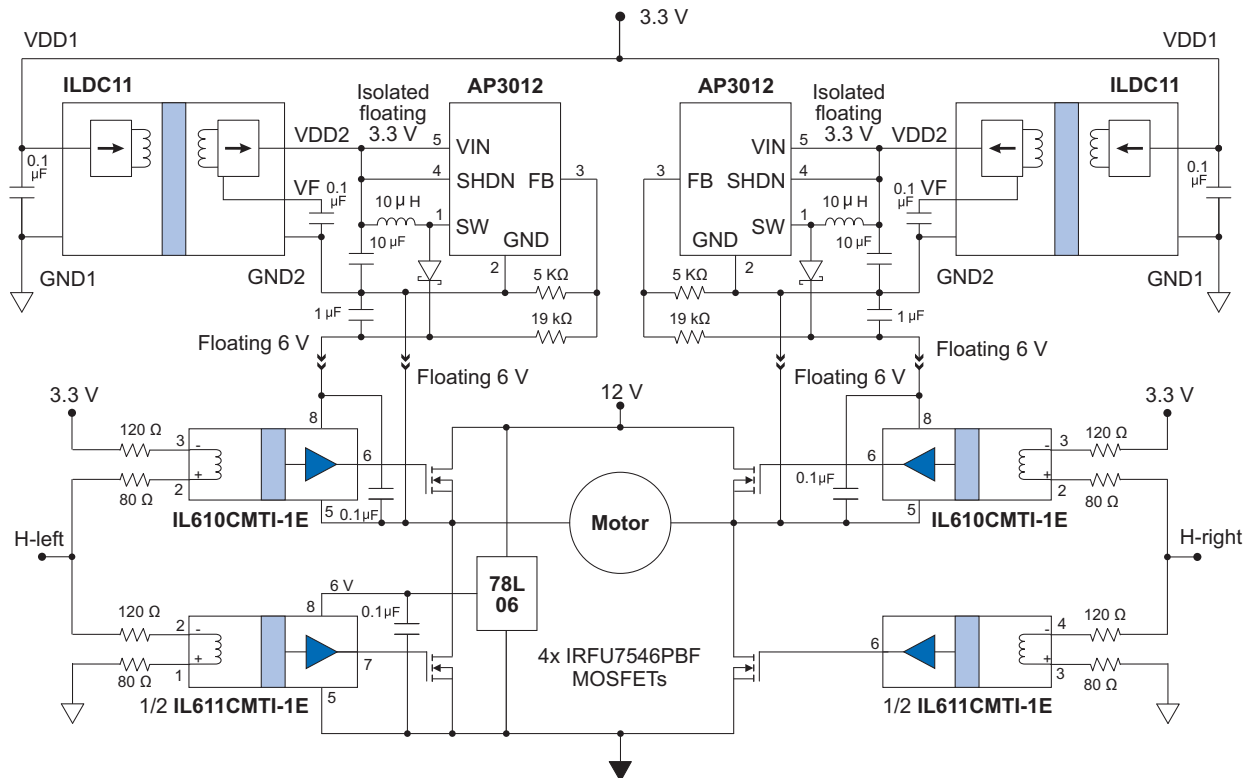 3.3 V
VDD1
VDD1
ILDC11
AP3012
AP3012
ILDC11
Isolated
floating
3.3 V
Isolated
floating
3.3 V
VDD2
5
VIN
4
SHDN
FB
3
10 µH
1
SW
GND
2
VF
0.1
µF
0.1
µF
10 µF
GND1
GND2
5 KΩ
1 µF
19 kΩ
3
FB
VIN
5
SHDN
4
SW
1
10 µH
GND
2
VDD2
0.1
µF
VF
0.1
µF
10 µF
GND2
GND1
5 KΩ
1 µF
19 kΩ
Floating 6 V
Floating 6 V
Floating 6 V
Floating 6 V
3.3 V
12 V
3.3 V
120 Ω
3
-
80 Ω
+
2
8
6
5
0.1µF
IL610CMTI-1E
Motor
8
6
5
0.1µF
-
3
120 Ω
+
2
80 Ω
IL610CMTI-1E
H-left
H-right
120 Ω
2
-
80 Ω
+
1
8
6 V
7
5
0.1µF
78L
06
1/2 IL611CMTI-1E
4x IRFU7546PBF
MOSFETs
6
-
4
120 Ω
+
3
80 Ω
1/2 IL611CMTI-1E